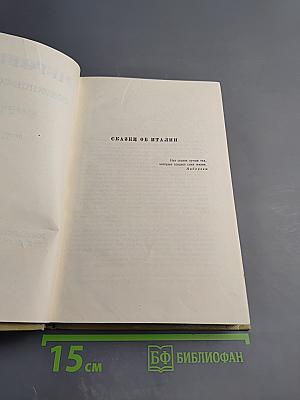 СКАЗКИ ОБ ИТАЛИИ
Нет сказок лучше тех,
которые создает сама жизнь.
Андерсен
15 см
БФ БИБЛИОФАН